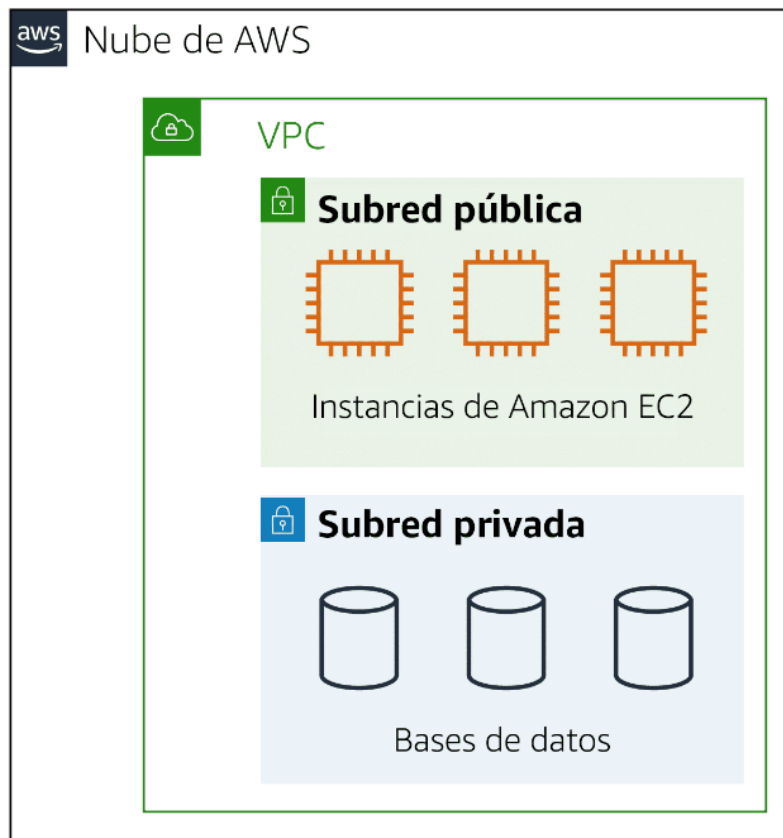 aws
Nube de AWS
VPC
Subred pública
Instancias de Amazon EC2
Subred privada
Bases de datos